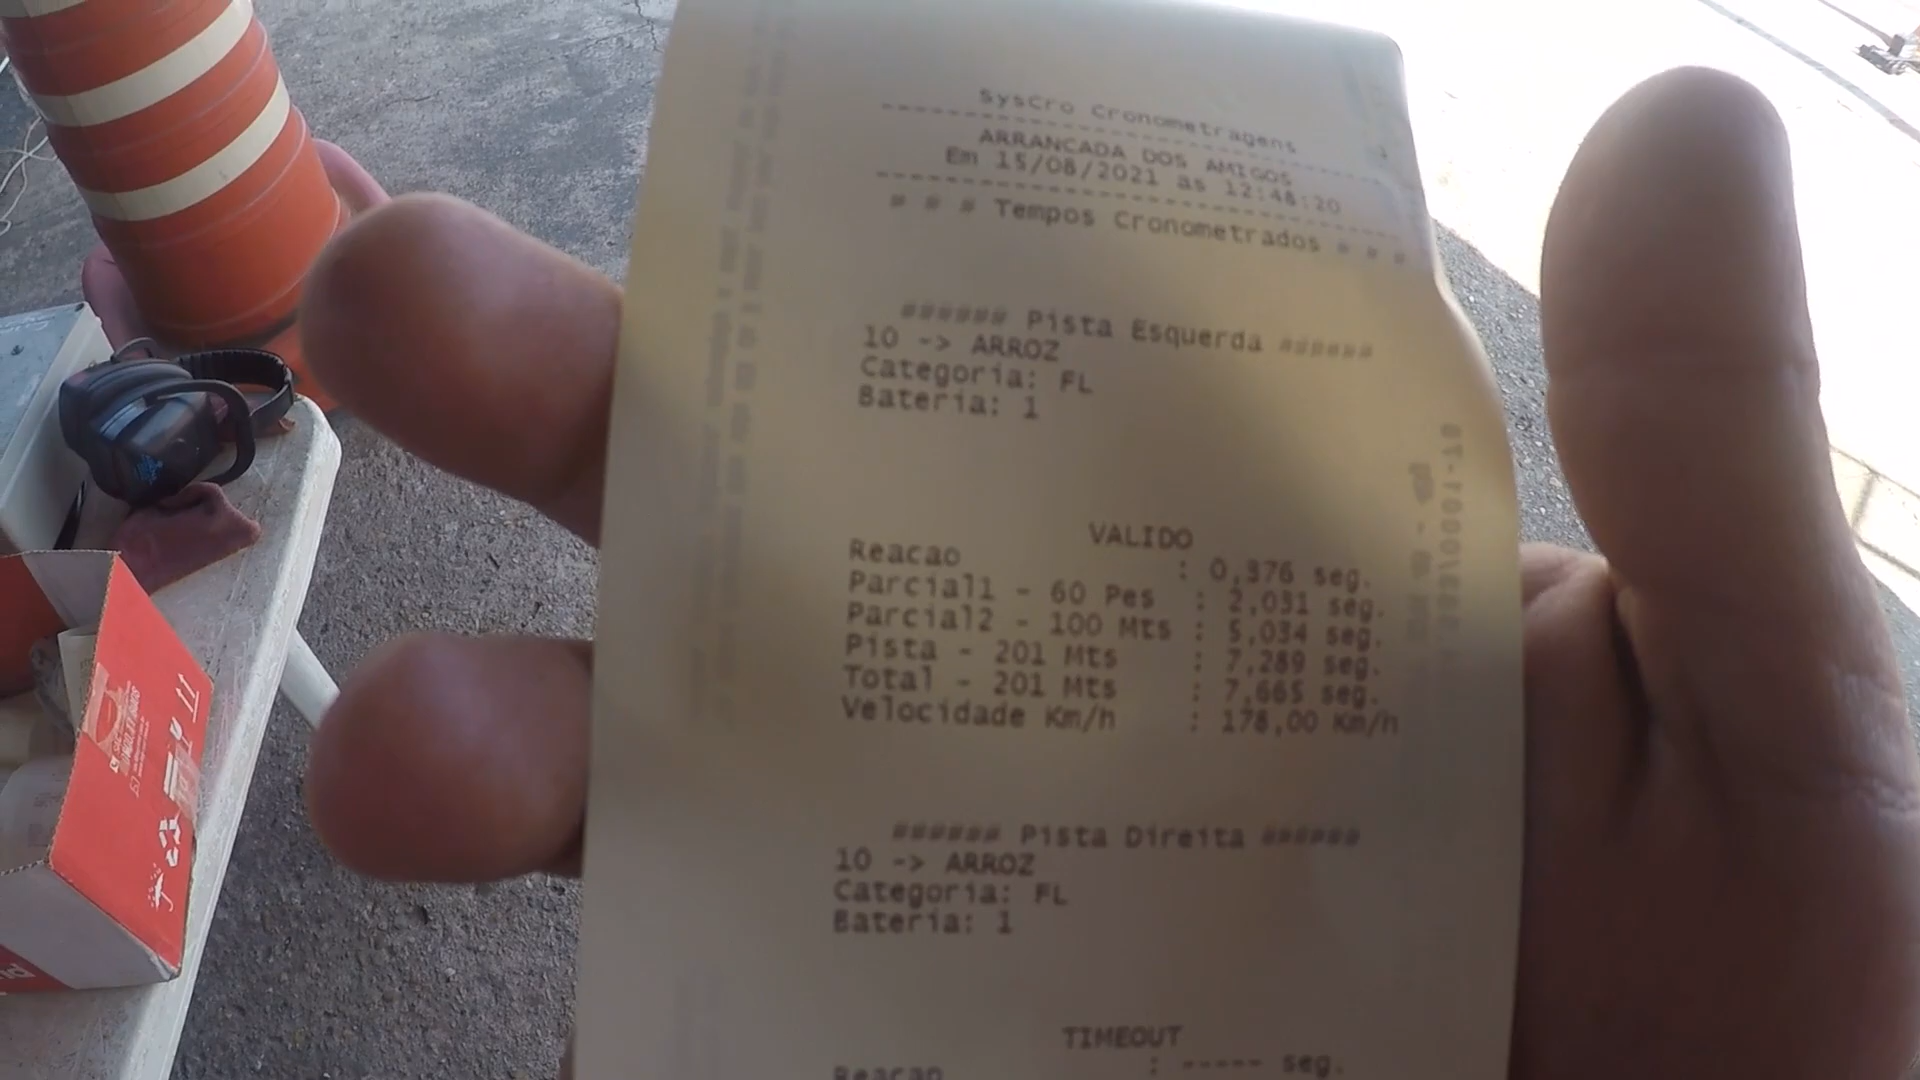 SysCro Cronometragens
--------------------------------
ARRANCADA DOS AMIGOS
Em 15/08/2021 as 12:48:20
--------------------------------
# # # Tempos Cronometrados # # #
###### Pista Esquerda ######
10 -> ARROZ
Categoria: FL
Bateria: 1
VALIDO
Reacao : 0,376 seg.
Parcial1 - 60 Pes : 2,031 seg.
Parcial2 - 100 Mts : 5,034 seg.
Pista - 201 Mts : 7,289 seg.
Total - 201 Mts : 7,665 seg.
Velocidade Km/h : 178,00 Km/h
###### Pista Direita ######
10 -> ARROZ
Categoria: FL
Bateria: 1
TIMEOUT
Reacao : ----- seg.